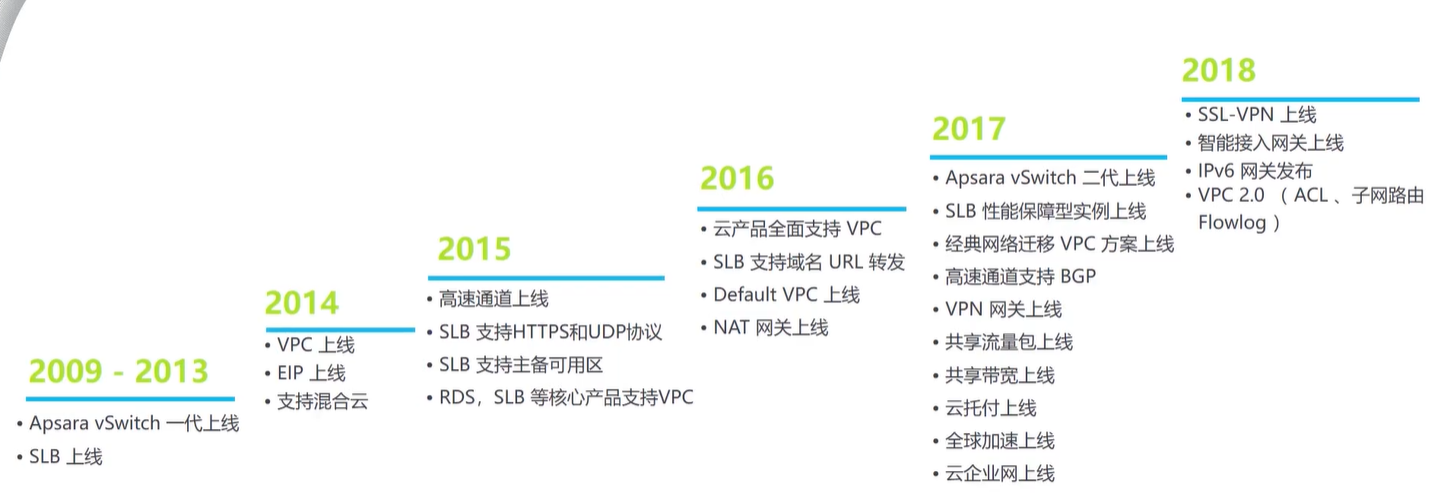 2009 - 2013
• Apsara vSwitch 一代上线
• SLB 上线
2014
• VPC 上线
• EIP 上线
• 支持混合云
2015
• 高速通道上线
• SLB 支持HTTPS和UDP协议
• SLB 支持主备可用区
• RDS，SLB 等核心产品支持VPC
2016
• 云产品全面支持 VPC
• SLB 支持域名 URL 转发
• Default VPC 上线
• NAT 网关上线
2017
• Apsara vSwitch 二代上线
• SLB 性能保障型实例上线
• 经典网络迁移 VPC 方案上线
• 高速通道支持 BGP
• VPN 网关上线
• 共享流量包上线
• 共享带宽上线
• 云托付上线
• 全球加速上线
• 云企业网上线
2018
• SSL-VPN 上线
• 智能接入网关上线
• IPv6 网关发布
• VPC 2.0 （ ACL 、子网路由
Flowlog ）